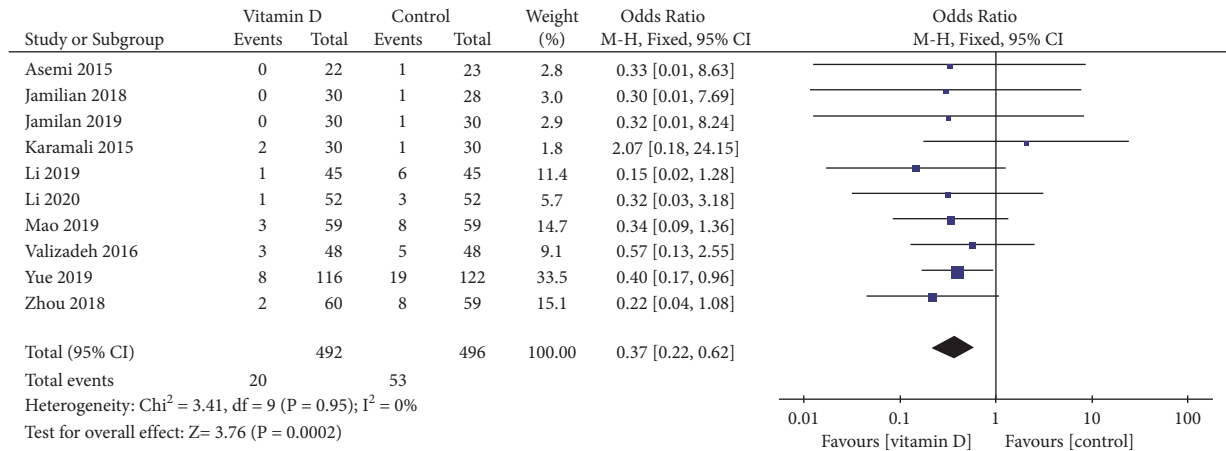 Vitamin D Control Weight Odds Ratio Odds Ratio
Study or Subgroup Events Total Events Total (%) M-H, Fixed, 95% CI M-H, Fixed, 95% CI
Asemi 2015 0 22 1 23 2.8 0.33 [0.01, 8.63]
Jamilian 2018 0 30 1 28 3.0 0.30 [0.01, 7.69]
Jamilan 2019 0 30 1 30 2.9 0.32 [0.01, 8.24]
Karamali 2015 2 30 1 30 1.8 2.07 [0.18, 24.15]
Li 2019 1 45 6 45 11.4 0.15 [0.02, 1.28]
Li 2020 1 52 3 52 5.7 0.32 [0.03, 3.18]
Mao 2019 3 59 8 59 14.7 0.34 [0.09, 1.36]
Valizadeh 2016 3 48 5 48 9.1 0.57 [0.13, 2.55]
Yue 2019 8 116 19 122 33.5 0.40 [0.17, 0.96]
Zhou 2018 2 60 8 59 15.1 0.22 [0.04, 1.08]
Total (95% CI) 492 496 100.00 0.37 [0.22, 0.62]
Total events 20 53
Heterogeneity: Chi² = 3.41, df = 9 (P = 0.95); I² = 0%
Test for overall effect: Z= 3.76 (P = 0.0002)
0.01 0.1 1 10 100
Favours [vitamin D] Favours [control]